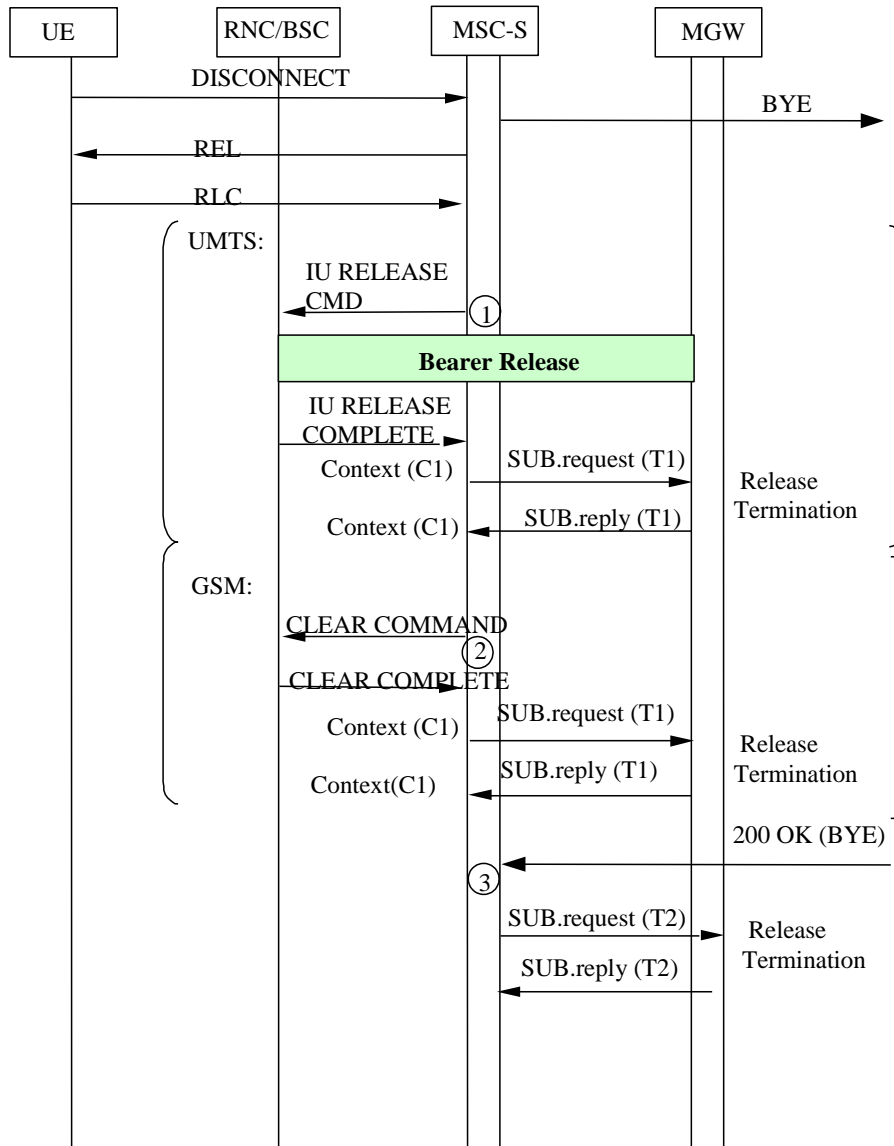 UE
RNC/BSC
MSC-S
MGW
DISCONNECT
BYE
REL
RLC
UMTS:
IU RELEASE
CMD
1
Bearer Release
IU RELEASE
COMPLETE
Context (C1)
SUB.request (T1)
Release
Termination
Context (C1)
SUB.reply (T1)
GSM:
CLEAR COMMAND
2
CLEAR COMPLETE
Context (C1)
SUB.request (T1)
Release
Termination
Context(C1)
SUB.reply (T1)
200 OK (BYE)
3
SUB.request (T2)
Release
Termination
SUB.reply (T2)